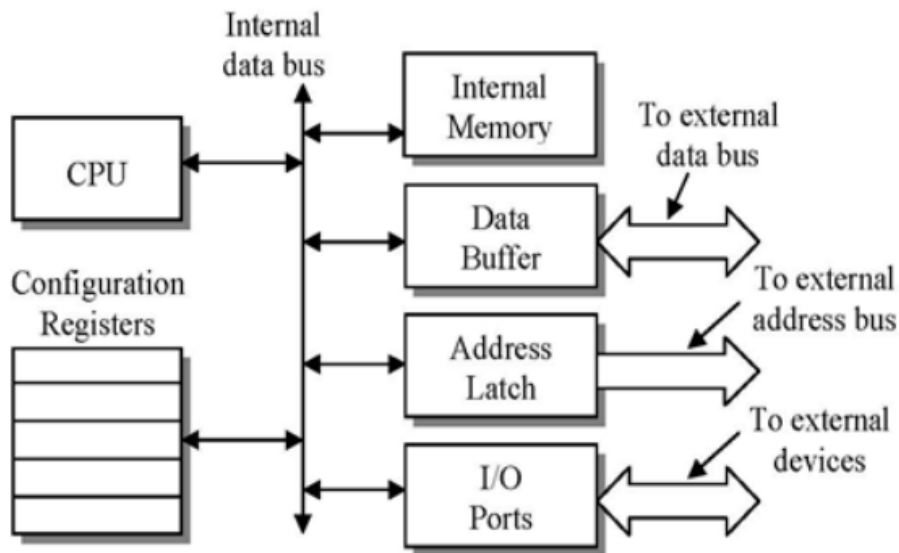 Internal
data bus
Internal
Memory
To external
data bus
CPU
Data
Buffer
Configuration
Registers
To external
address bus
Address
Latch
To external
devices
I/O
Ports